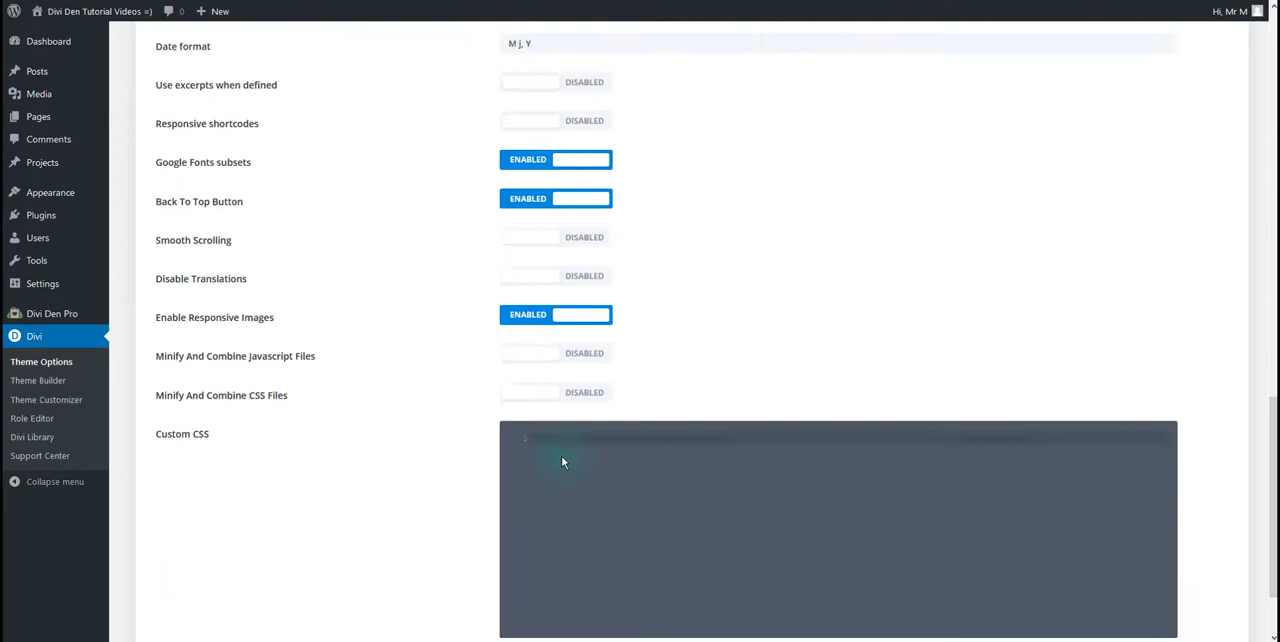 Divi Den Tutorial Videos =)
0
New
Hi, Mr M
Dashboard
Posts
Media
Pages
Comments
Projects
Appearance
Plugins
Users
Tools
Settings
Divi Den Pro
Divi
Theme Options
Theme Builder
Theme Customizer
Role Editor
Divi Library
Support Center
Collapse menu
Date format
M j, Y
Use excerpts when defined
DISABLED
Responsive shortcodes
DISABLED
Google Fonts subsets
ENABLED
Back To Top Button
ENABLED
Smooth Scrolling
DISABLED
Disable Translations
DISABLED
Enable Responsive Images
ENABLED
Minify And Combine Javascript Files
DISABLED
Minify And Combine CSS Files
DISABLED
Custom CSS